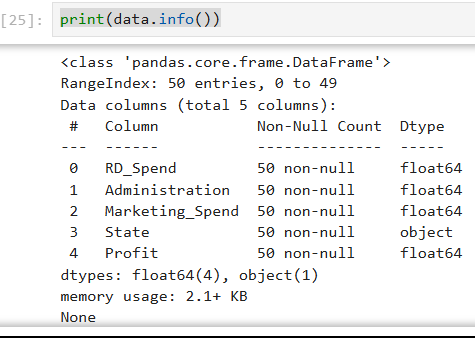 [25]: print(data.info())
<class 'pandas.core.frame.DataFrame'>
RangeIndex: 50 entries, 0 to 49
Data columns (total 5 columns):
 #   Column           Non-Null Count  Dtype
---  ------           --------------  -----
 0   RD_Spend         50 non-null     float64
 1   Administration   50 non-null     float64
 2   Marketing_Spend  50 non-null     float64
 3   State            50 non-null     object
 4   Profit           50 non-null     float64
dtypes: float64(4), object(1)
memory usage: 2.1+ KB
None